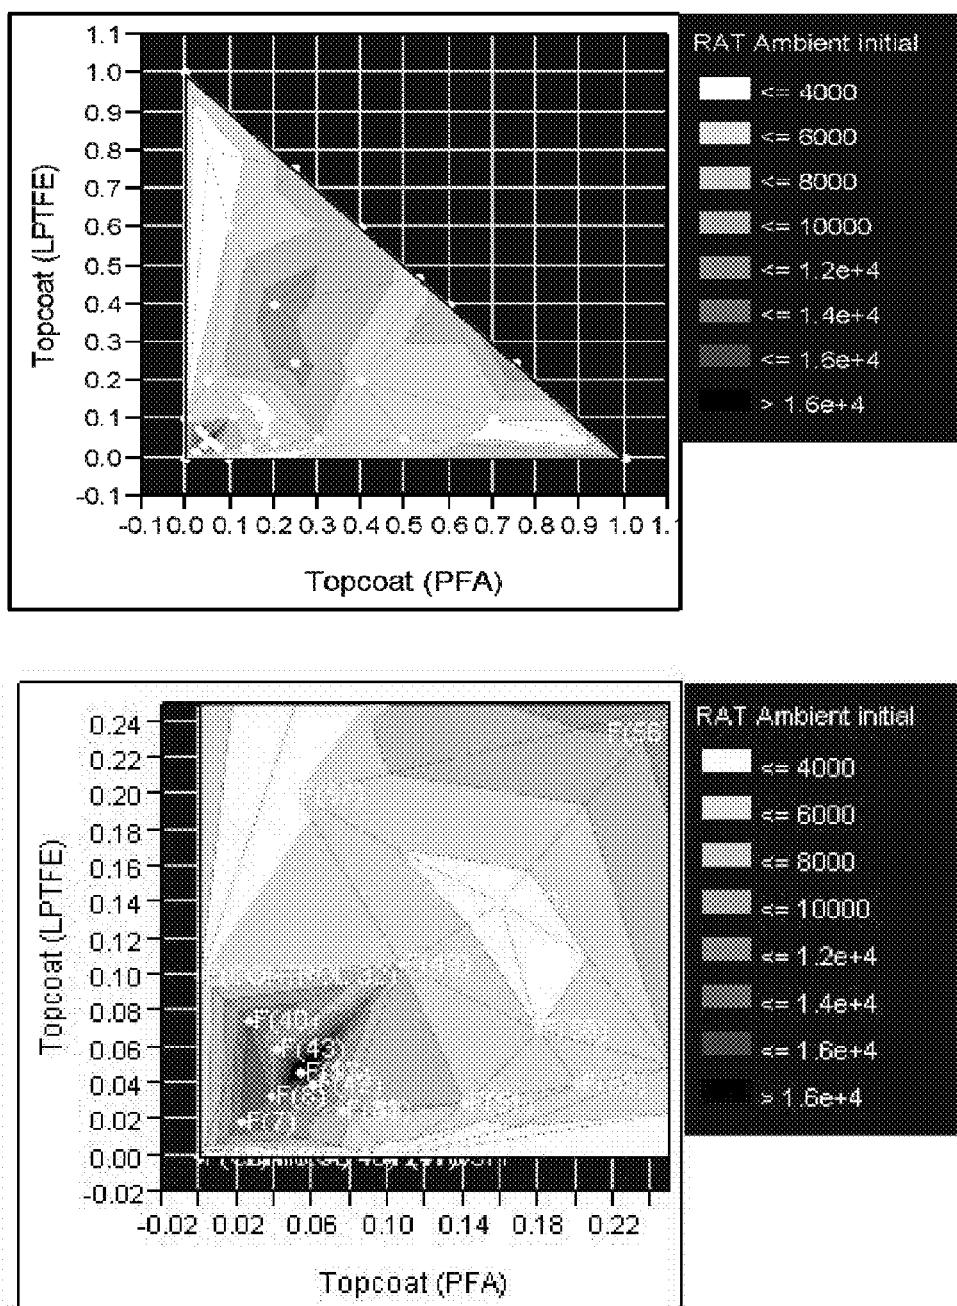 1.1
RAT Ambient initial
1.0
<= 4000
0.9
<= 6000
0.8
<= 8000
0.7
<= 10000
0.6
<= 1.2e+4
0.5
<= 1.4e+4
0.4
<= 1.6e+4
0.3
> 1.6e+4
0.2
0.1
0.0
-0.1
Topcoat (LPTFE)
-0.1 0.0 0.1 0.2 0.3 0.4 0.5 0.6 0.7 0.8 0.9 1.0 1.
Topcoat (PFA)
RAT Ambient initial
0.24
<= 4000
0.22
<= 6000
0.20
<= 8000
0.18
<= 10000
0.16
<= 1.2e+4
0.14
<= 1.4e+4
0.12
<= 1.6e+4
0.10
> 1.6e+4
0.08
0.06
0.04
0.02
0.00
-0.02
Topcoat (LPTFE)
-0.02 0.02 0.06 0.10 0.14 0.18 0.22
Topcoat (PFA)